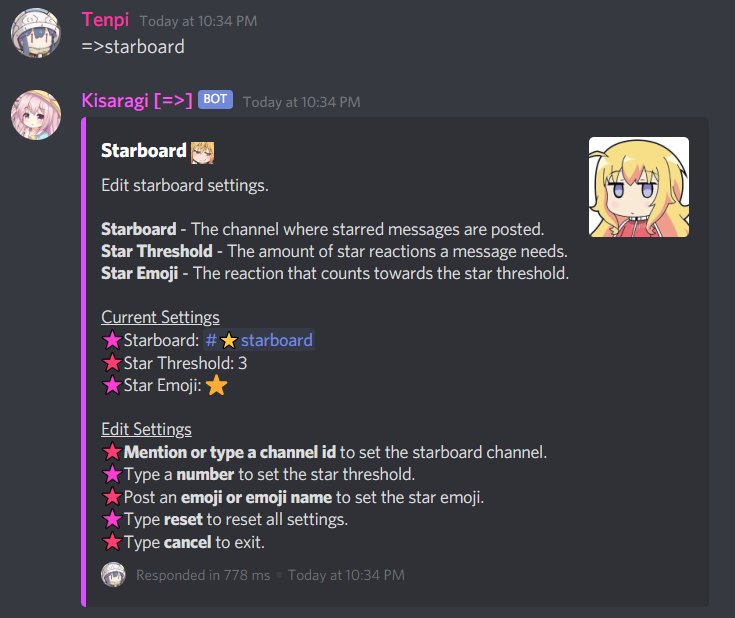 Tenpi Today at 10:34 PM
=>starboard
Kisaragi [=>] BOT Today at 10:34 PM
Starboard
Edit starboard settings.
Starboard - The channel where starred messages are posted.
Star Threshold - The amount of star reactions a message needs.
Star Emoji - The reaction that counts towards the star threshold.
Current Settings
Starboard: #⭐starboard
Star Threshold: 3
Star Emoji: ⭐
Edit Settings
Mention or type a channel id to set the starboard channel.
Type a number to set the star threshold.
Post an emoji or emoji name to set the star emoji.
Type reset to reset all settings.
Type cancel to exit.
Responded in 778 ms • Today at 10:34 PM